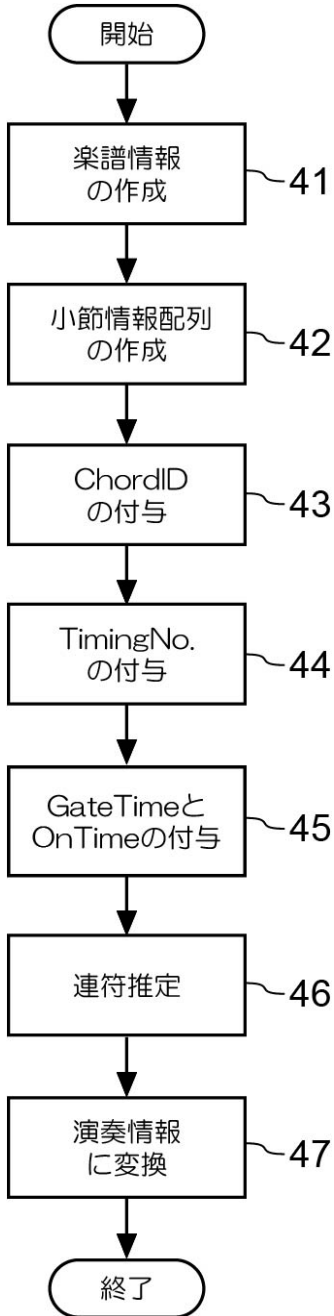 開始
楽譜情報
の作成
41
小節情報配列
の作成
42
ChordID
の付与
43
TimingNo.
の付与
44
GateTimeと
OnTimeの付与
45
連符推定
46
演奏情報
に変換
47
終了